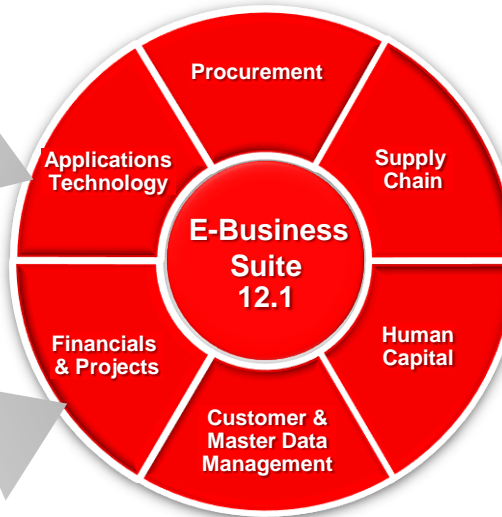 Procurement
Applications
Technology
Supply
Chain
E-Business
Suite
12.1
Financials
& Projects
Human
Capital
Customer &
Master Data
Management